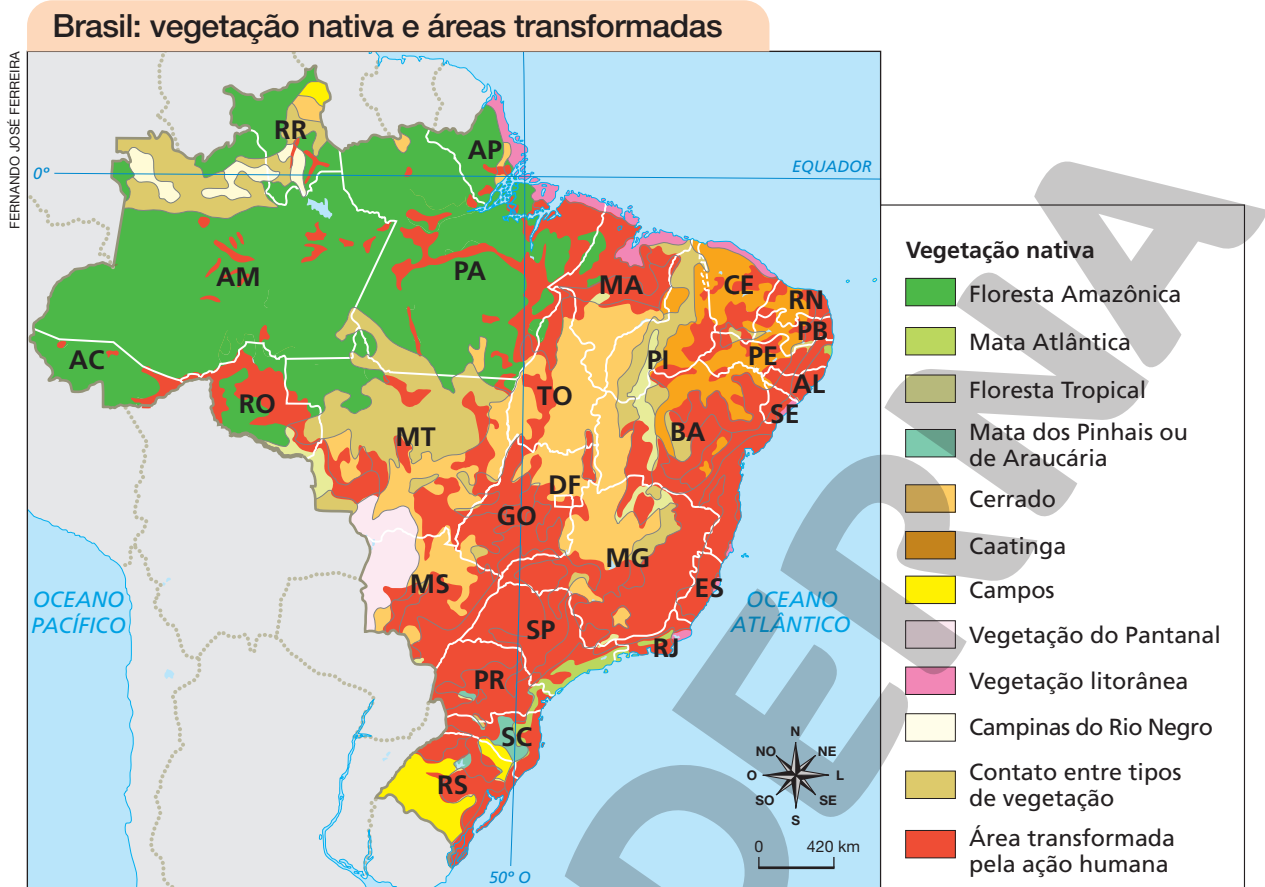 Brasil: vegetação nativa e áreas transformadas
FERNANDO JOSÉ FERREIRA
RR
AP
0°
EQUADOR
AM
PA
MA
CE
RN
PB
PE
PI
AL
SE
AC
RO
TO
BA
MT
DF
GO
MG
MS
ES
SP
RJ
PR
SC
RS
OCEANO
PACÍFICO
OCEANO
ATLÂNTICO
N
NO
NE
O
L
SO
SE
S
0
420 km
50° O
Vegetação nativa
Floresta Amazônica
Mata Atlântica
Floresta Tropical
Mata dos Pinhais ou
de Araucária
Cerrado
Caatinga
Campos
Vegetação do Pantanal
Vegetação litorânea
Campinas do Rio Negro
Contato entre tipos
de vegetação
Área transformada
pela ação humana
DERNA